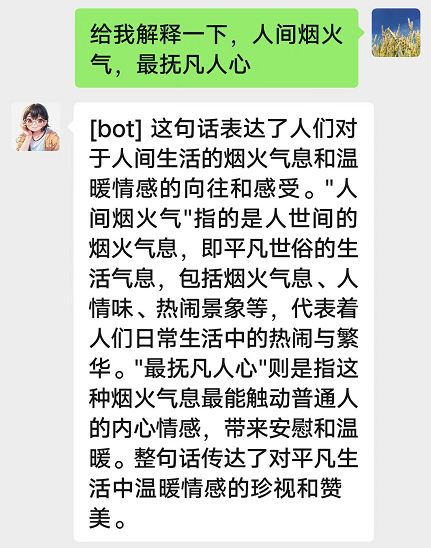 给我解释一下，人间烟火
气，最抚凡人心
[bot] 这句话表达了人们对
于人间生活的烟火气息和温
暖情感的向往和感受。"人
间烟火气"指的是人世间的
烟火气息，即平凡世俗的生
活气息，包括烟火气息、人
情味、热闹景象等，代表着
人们日常生活中的热闹与繁
华。"最抚凡人心"则是指这
种烟火气息最能触动普通人
的内心情感，带来安慰和温
暖。整句话传达了对平凡生
活中温暖情感的珍视和赞
美。